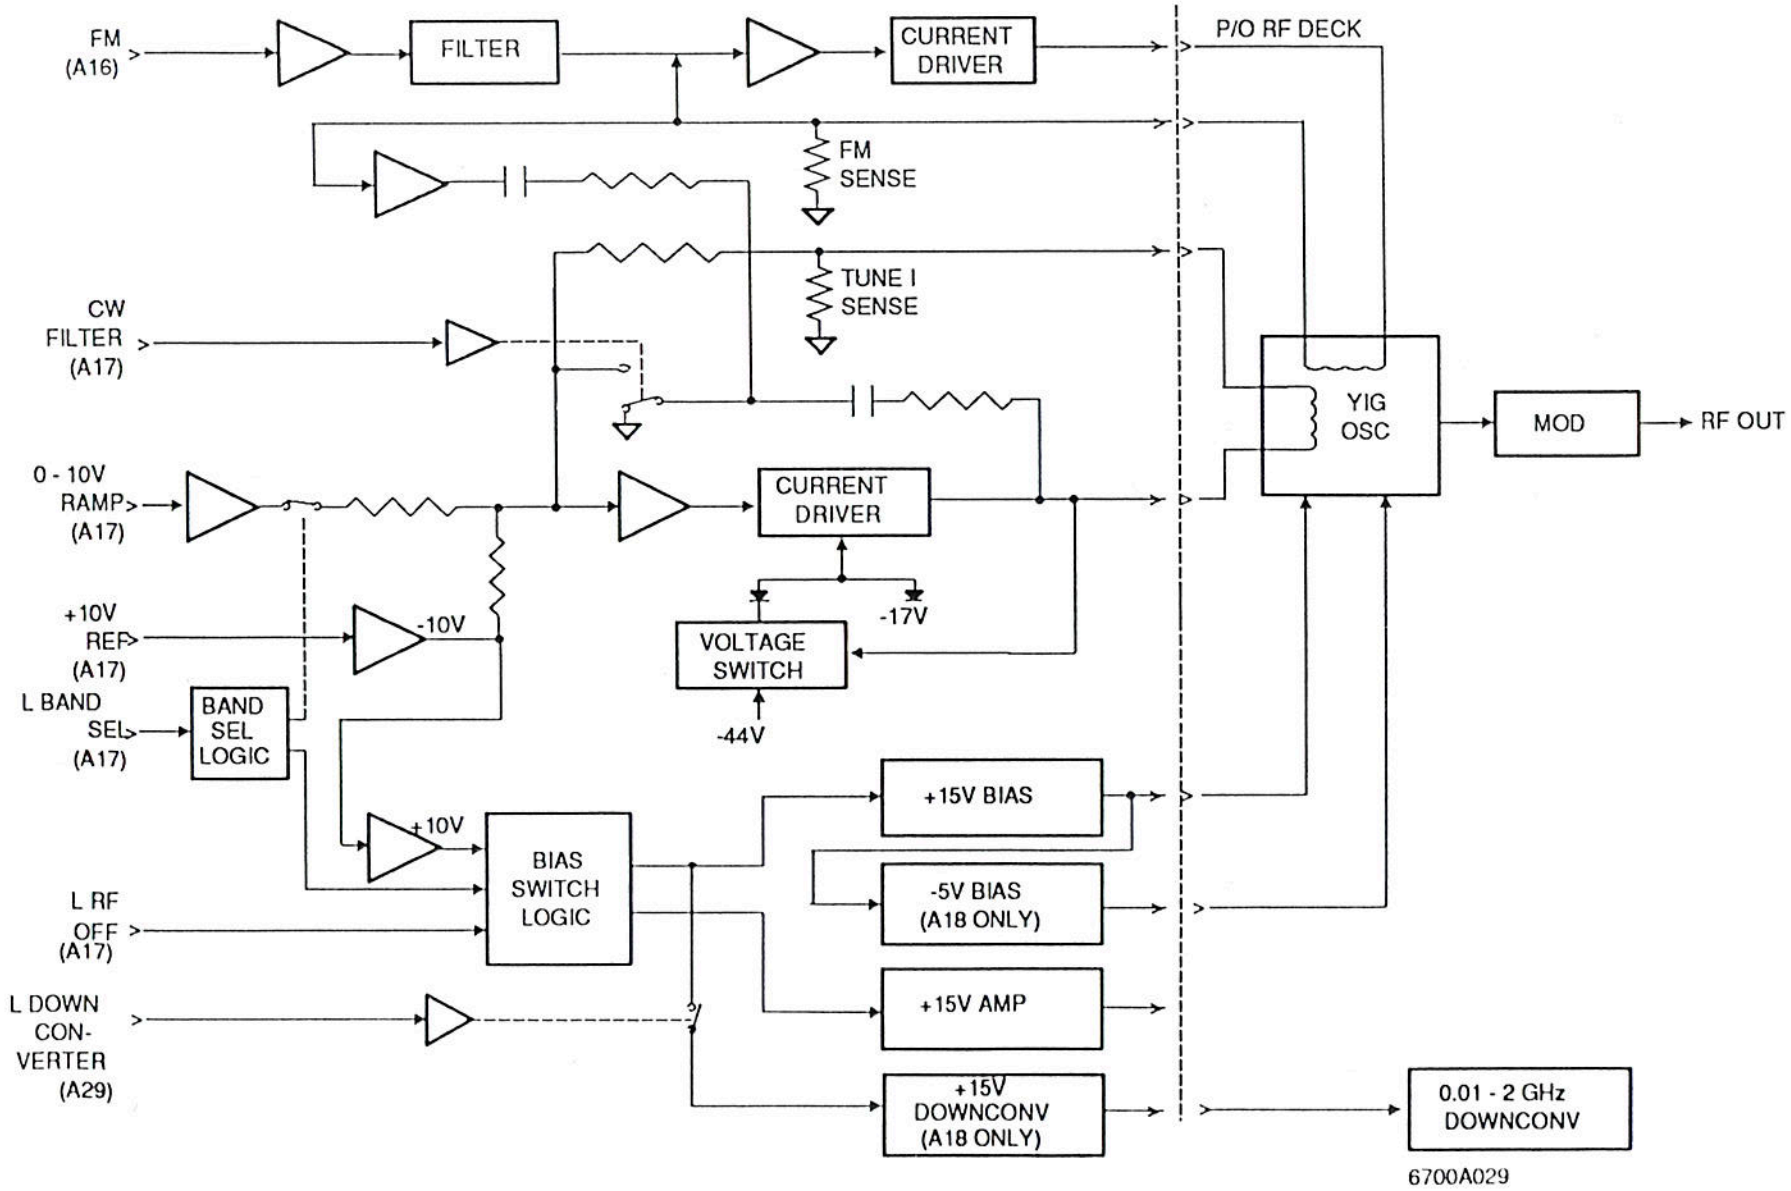 FM
(A16)
FILTER
CURRENT
DRIVER
P/O RF DECK
FM
SENSE
TUNE I
SENSE
CW
FILTER
(A17)
YIG
OSC
MOD
RF OUT
0 - 10V
RAMP
(A17)
CURRENT
DRIVER
+10V
REF
(A17)
-10V
-17V
VOLTAGE
SWITCH
-44V
L BAND
SEL
(A17)
BAND
SEL
LOGIC
+10V
BIAS
SWITCH
LOGIC
+15V BIAS
-5V BIAS
(A18 ONLY)
L RF
OFF
(A17)
+15V AMP
L DOWN
CON-
VERTER
(A29)
+15V
DOWNCONV
(A18 ONLY)
0.01 - 2 GHz
DOWNCONV
6700A029